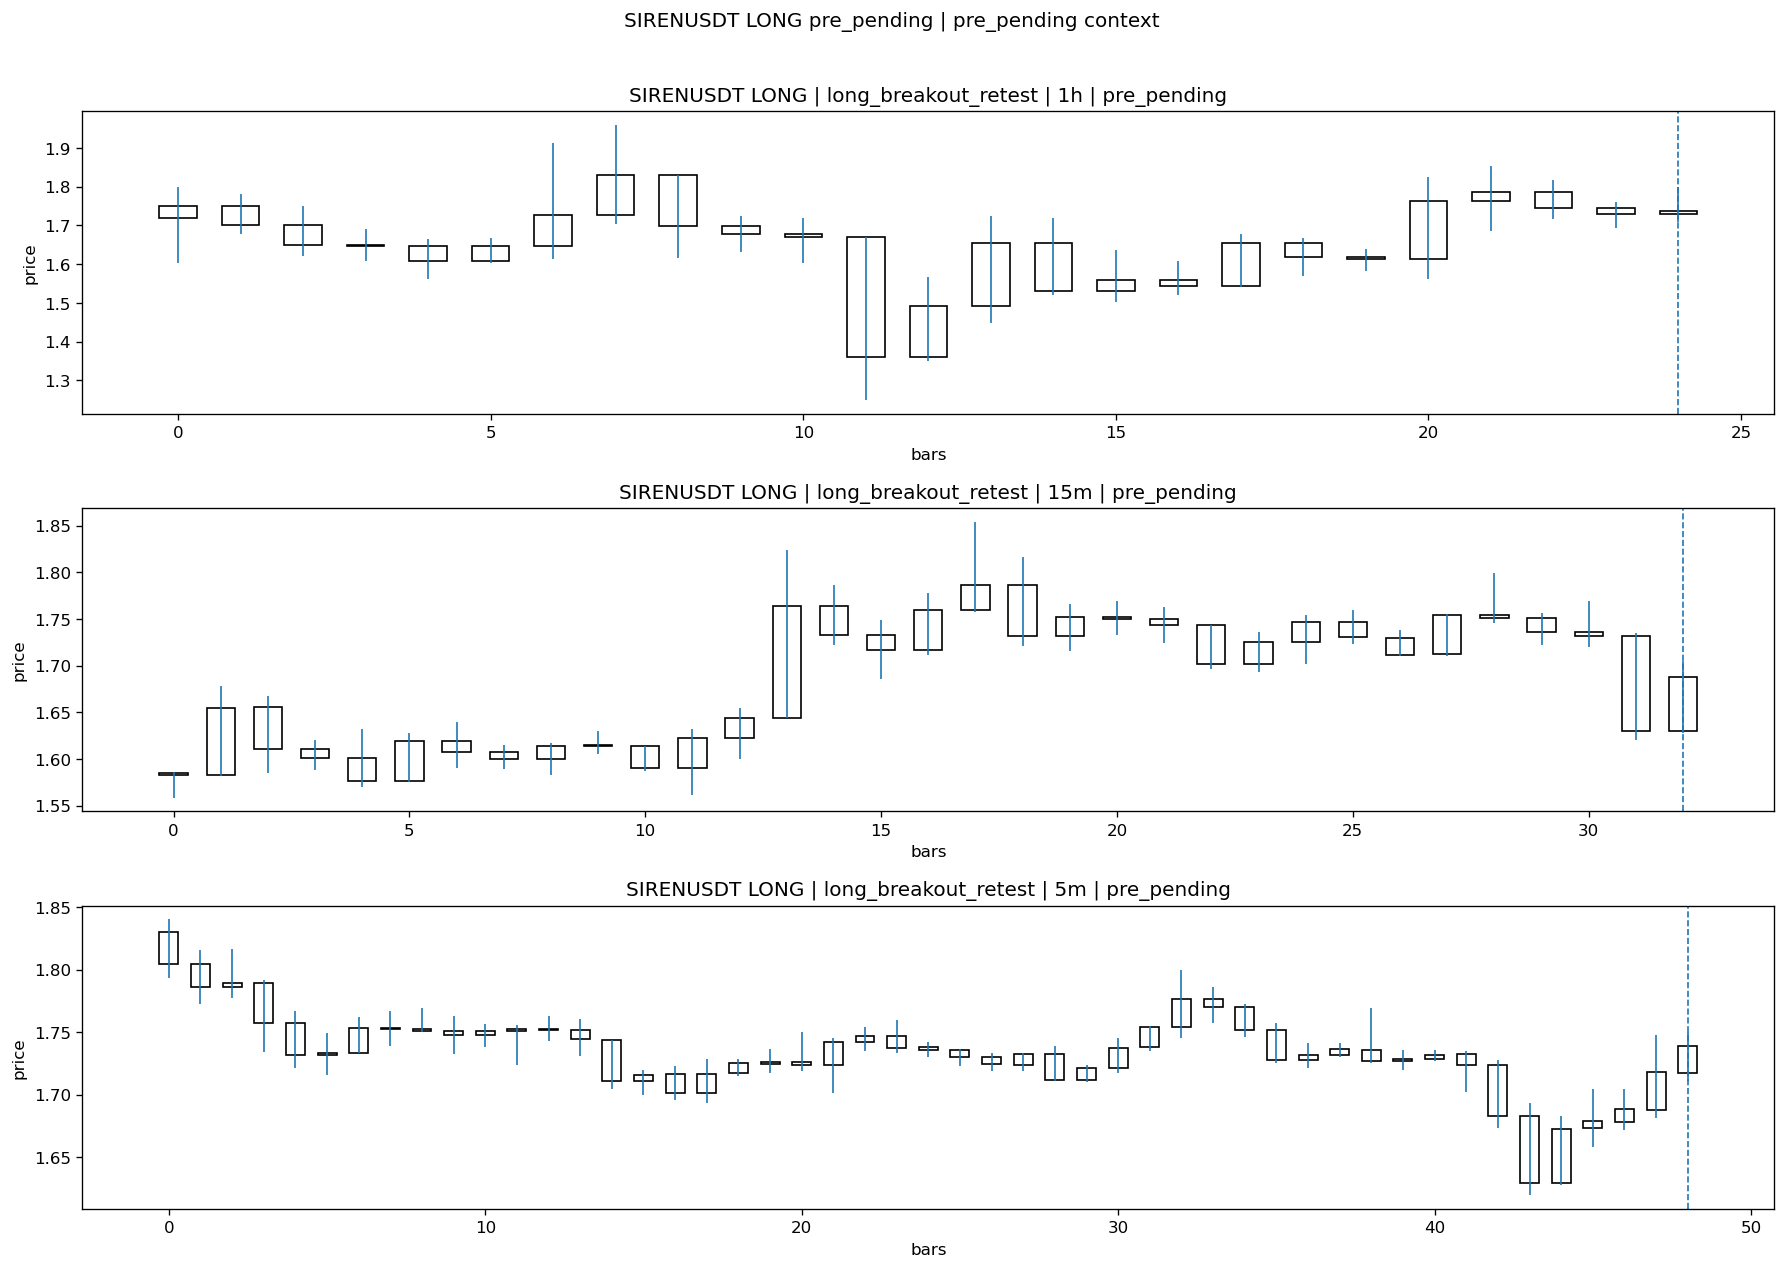 SIRENUSDT LONG pre_pending | pre_pending context
SIRENUSDT LONG | long_breakout_retest | 1h | pre_pending
price
1.9
1.8
1.7
1.6
1.5
1.4
1.3
0 5 10 15 20 25
bars
SIRENUSDT LONG | long_breakout_retest | 15m | pre_pending
price
1.85
1.80
1.75
1.70
1.65
1.60
1.55
0 5 10 15 20 25 30
bars
SIRENUSDT LONG | long_breakout_retest | 5m | pre_pending
price
1.85
1.80
1.75
1.70
1.65
0 10 20 30 40 50
bars